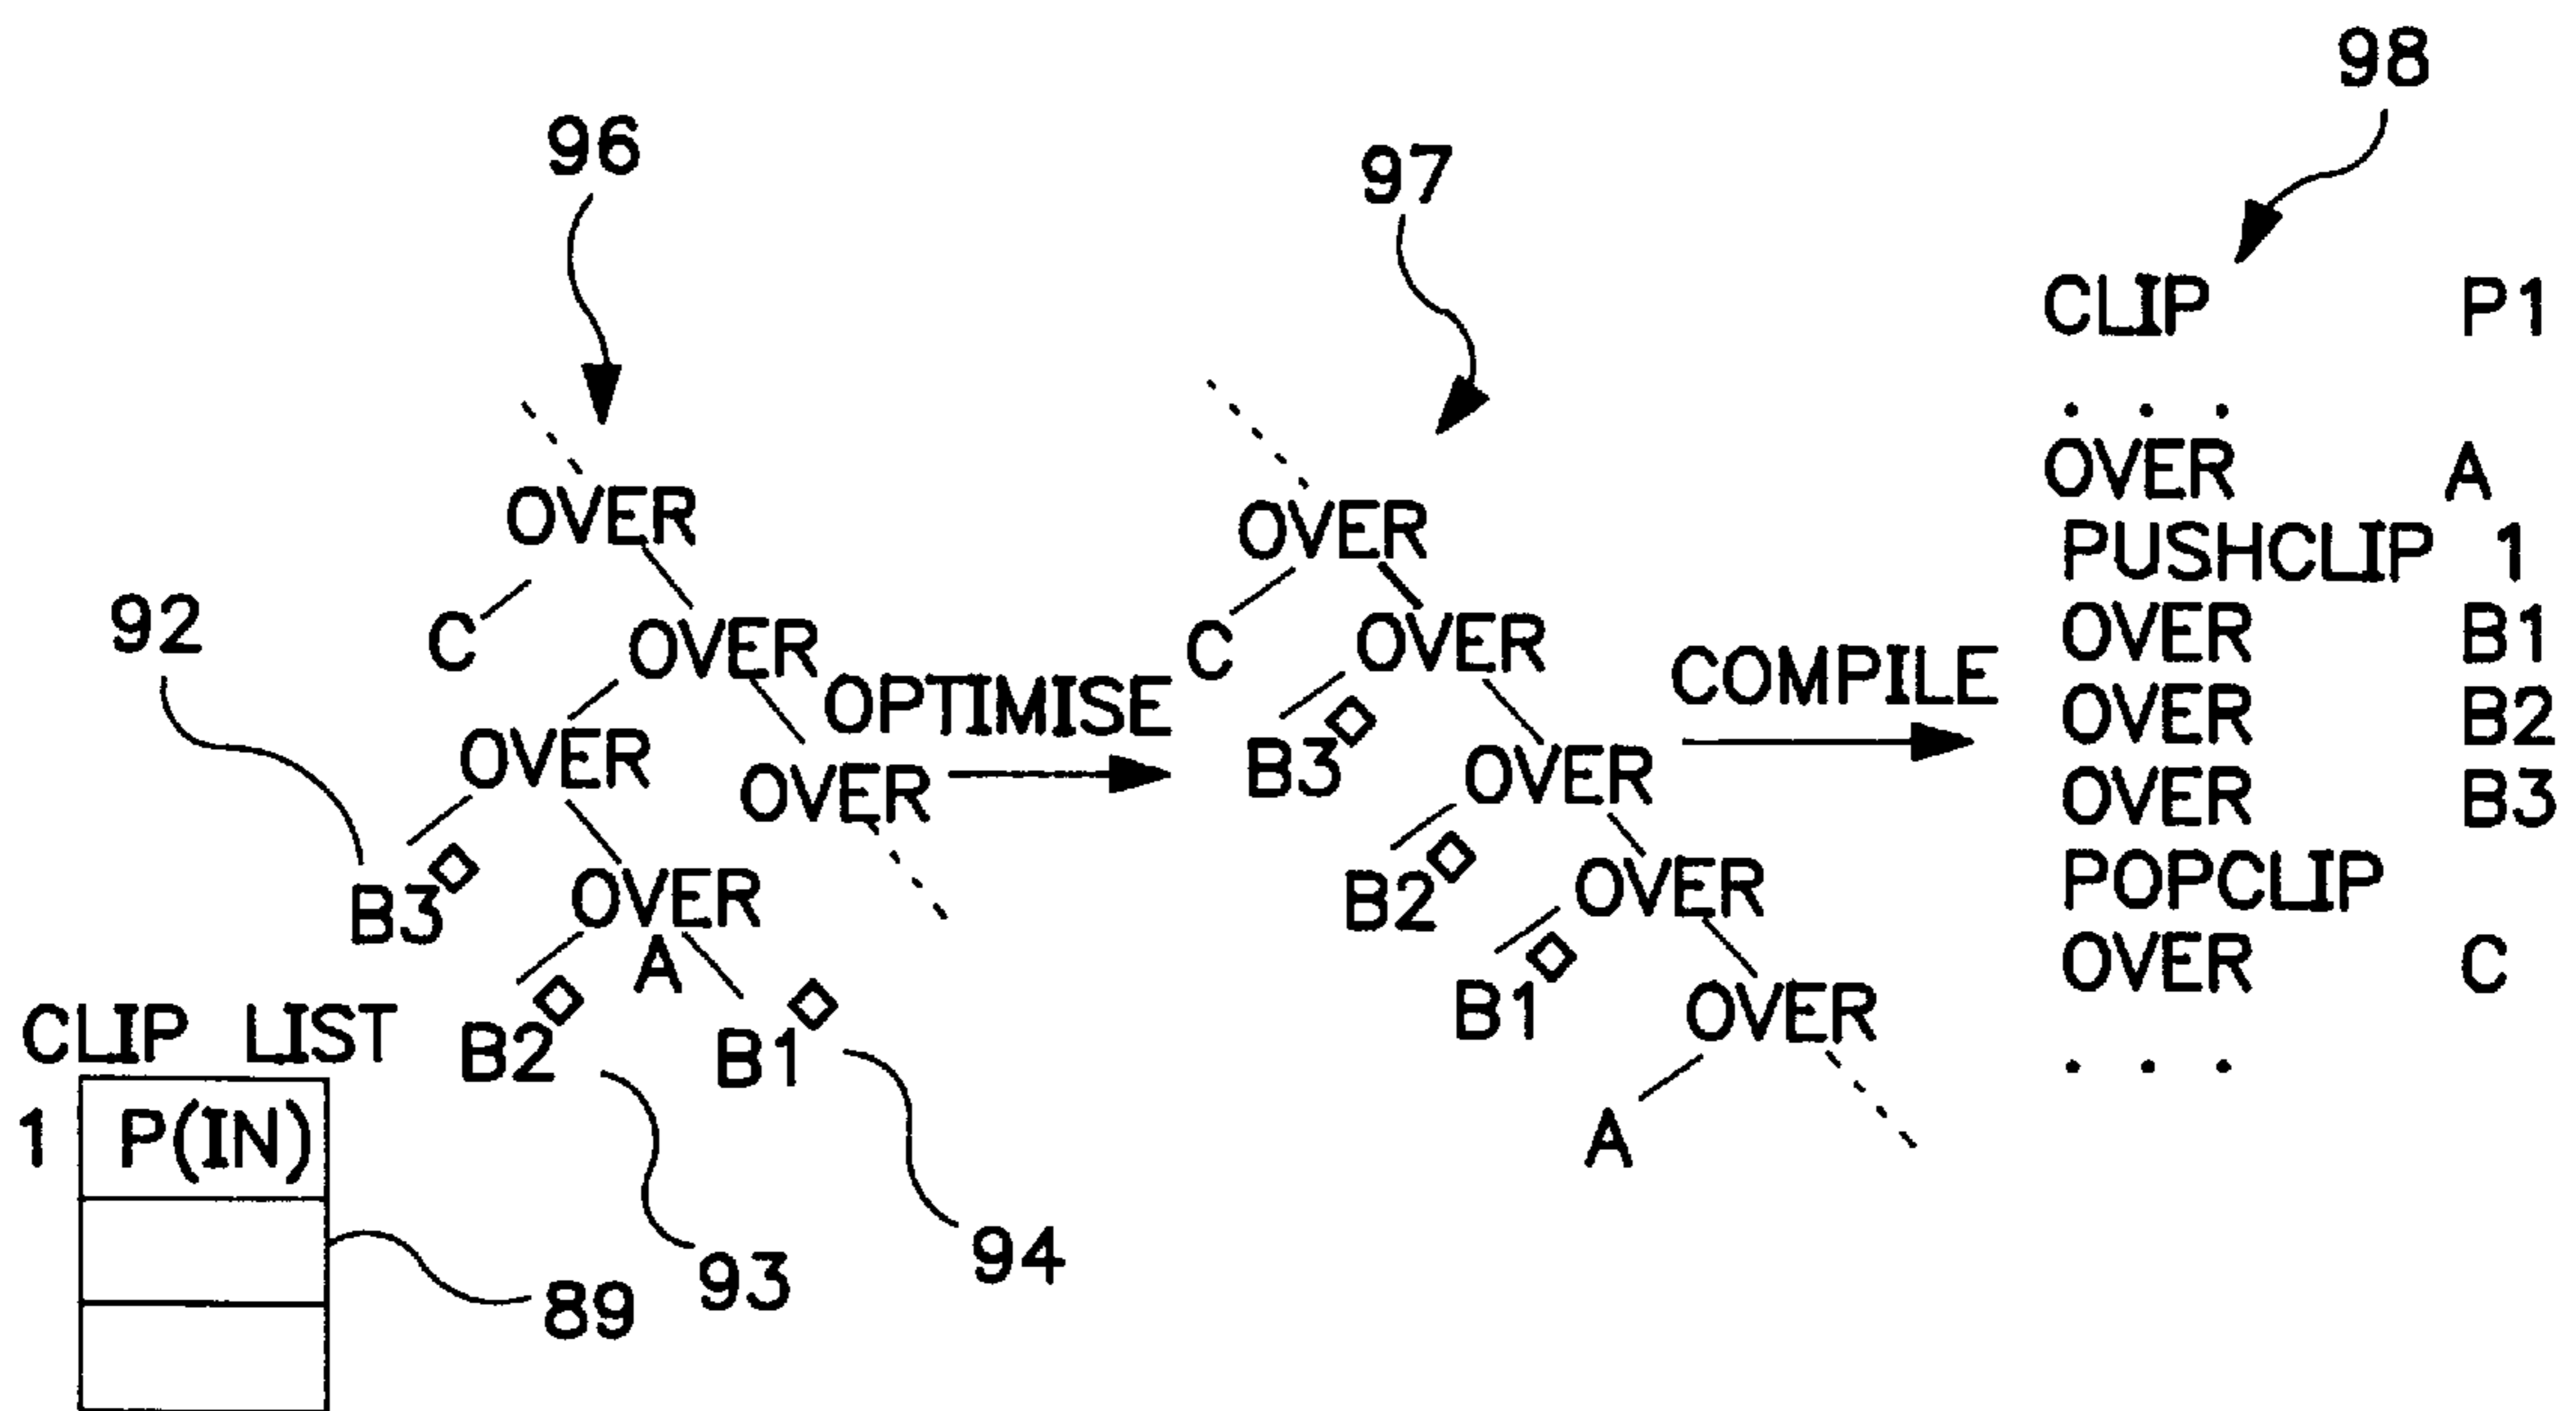 98
96
97
CLIP P1
. . .
OVER A
PUSHCLIP 1
OVER B1
OVER B2
OVER B3
POPCLIP
OVER C
. . .
OVER
C
OVER
92
OVER
OVER
B3◇
OVER
A
B2◇
B1◇
93
94
OPTIMISE
OVER
C
OVER
B3◇
OVER
B2◇
OVER
B1◇
OVER
A
COMPILE
CLIP LIST
1 P(IN)
89